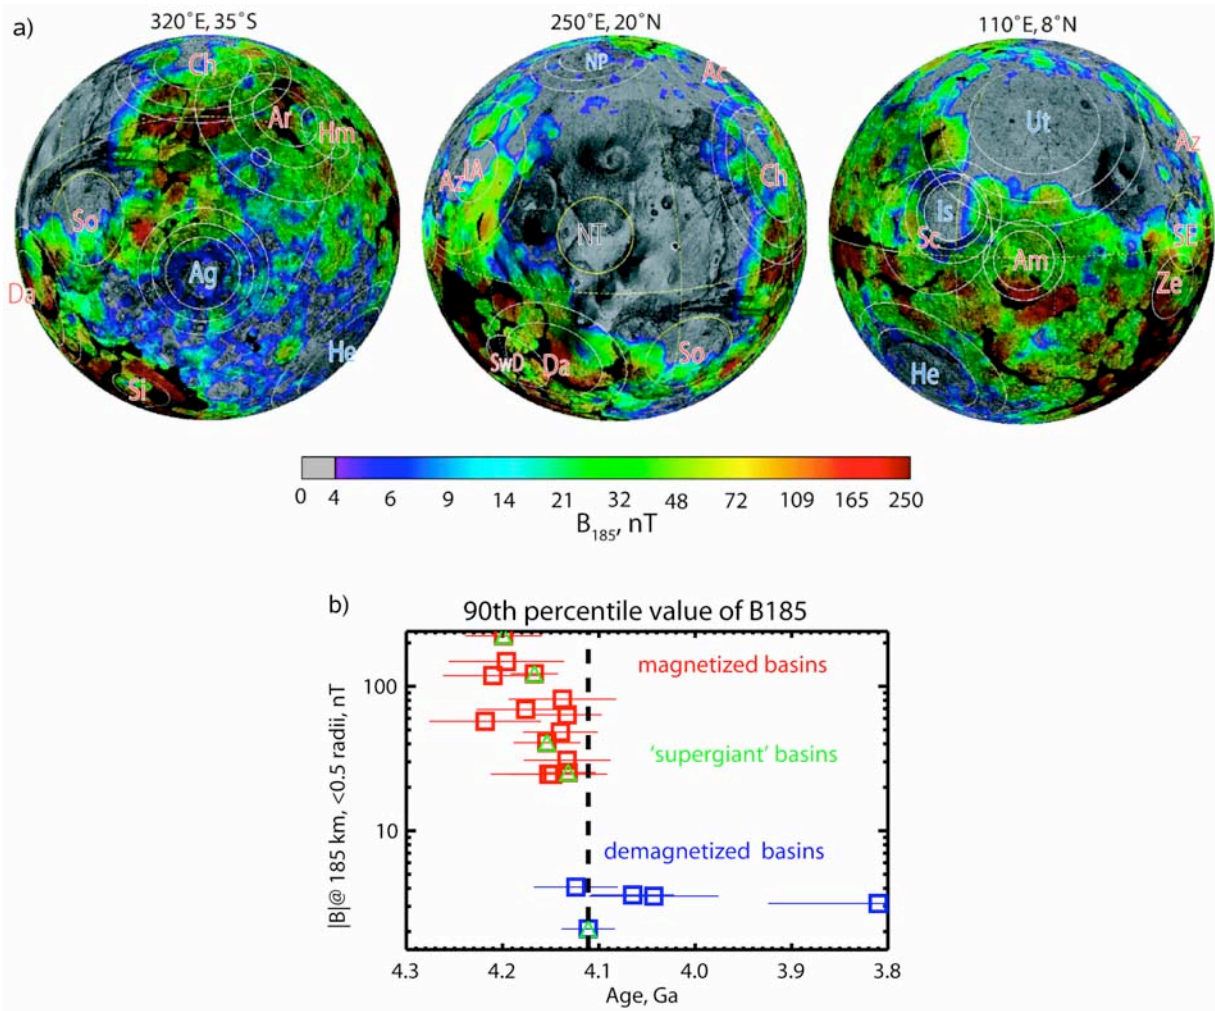 a)
320°E, 35°S
250°E, 20°N
110°E, 8°N
Ch
Ar
Hm
So
Ag
Da
He
Si
NP
Ac
Az
IA
Ch
NT
SwD
Da
So
Ut
Az
Is
Sc
SE
Am
Ze
He
0 4 6 9 14 21 32 48 72 109 165 250
B185, nT
b)
90th percentile value of B185
magnetized basins
'supergiant' basins
demagnetized basins
|B|@ 185 km, <0.5 radii, nT
100
10
4.3 4.2 4.1 4.0 3.9 3.8
Age, Ga